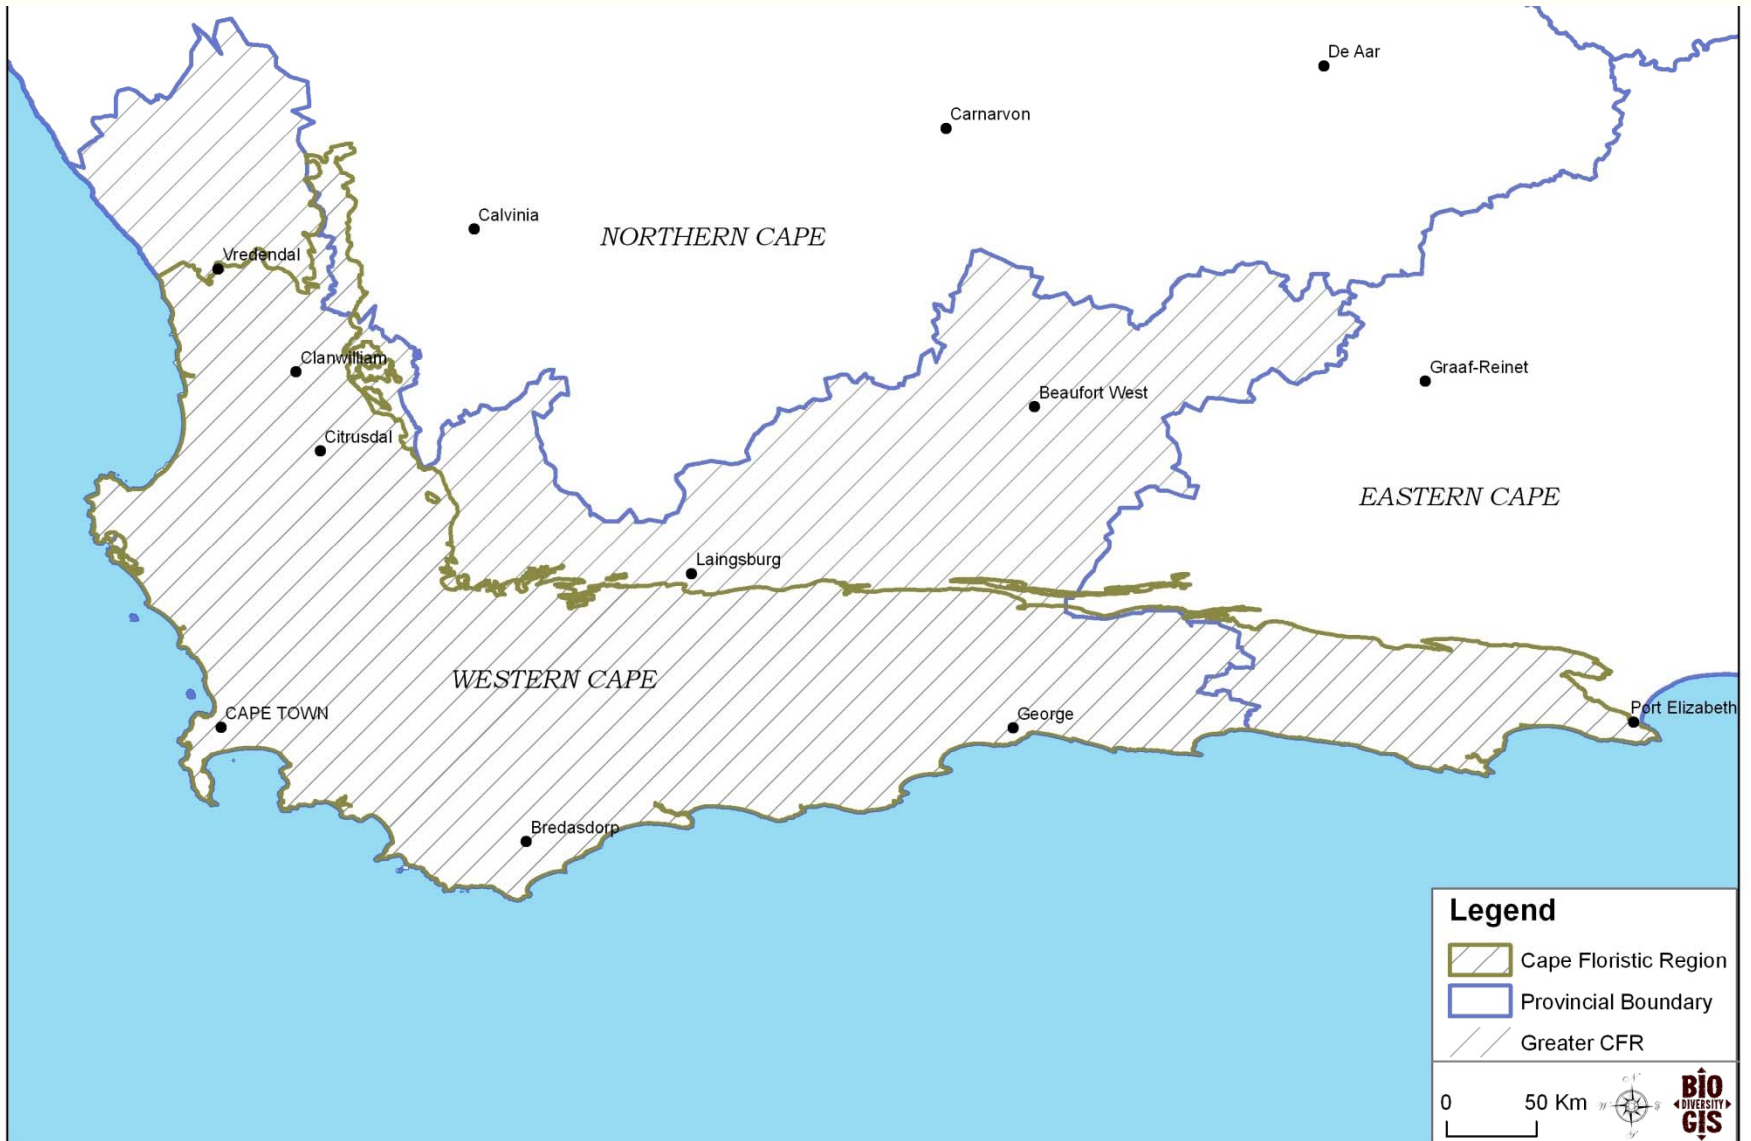 De Aar
Carnarvon
Calvinia
NORTHERN CAPE
Vredendal
Clanwilliam
Graaf-Reinet
Beaufort West
Citrusdal
EASTERN CAPE
Laingsburg
WESTERN CAPE
CAPE TOWN
George
Port Elizabeth
Bredasdorp
Legend
Cape Floristic Region
Provincial Boundary
Greater CFR
0 50 Km
N
W
S
BIO
DIVERSITY
GIS